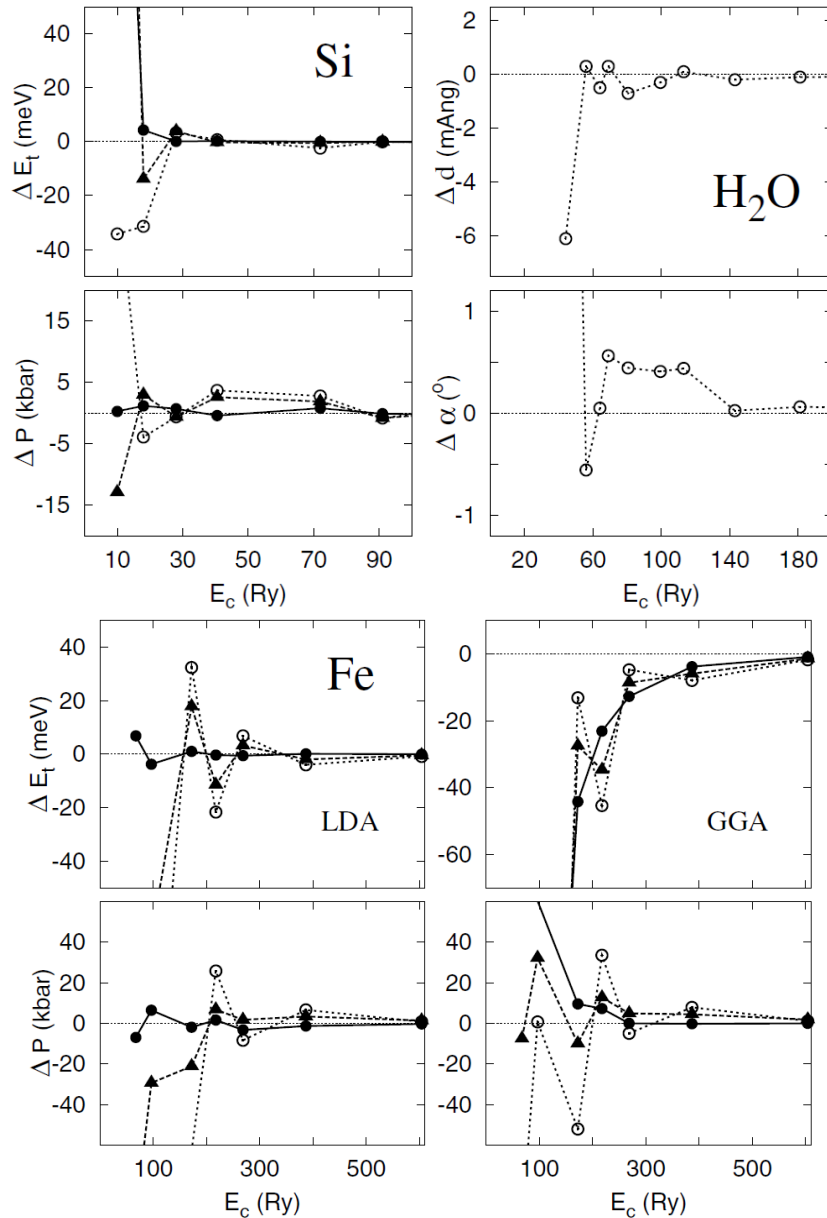 Si
Δ E_t (meV)
40
20
0
-20
-40
Δ P (kbar)
15
5
-5
-15
10 30 50 70 90
E_c (Ry)
H₂O
Δ d (mAng)
2
0
-2
-4
-6
Δ α (°)
1
0
-1
20 60 100 140 180
E_c (Ry)
Fe
LDA
Δ E_t (meV)
40
20
0
-20
-40
Δ P (kbar)
40
20
0
-20
-40
100 300 500
E_c (Ry)
GGA
0
-20
-40
-60
40
20
0
-20
-40
100 300 500
E_c (Ry)